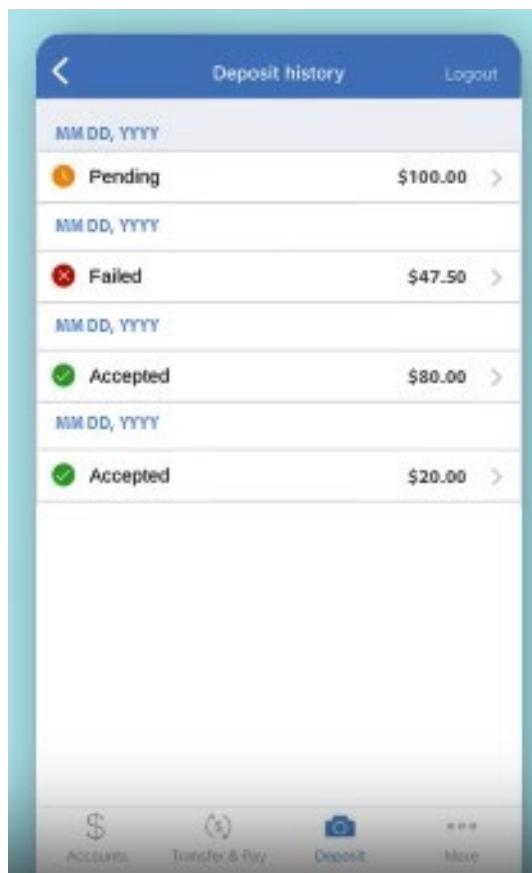 Deposit history Logout
MM DD, YYYY
Pending $100.00
MM DD, YYYY
Failed $47.50
MM DD, YYYY
Accepted $80.00
MM DD, YYYY
Accepted $20.00
$ ($)
Accounts Transfer & Pay Deposit More